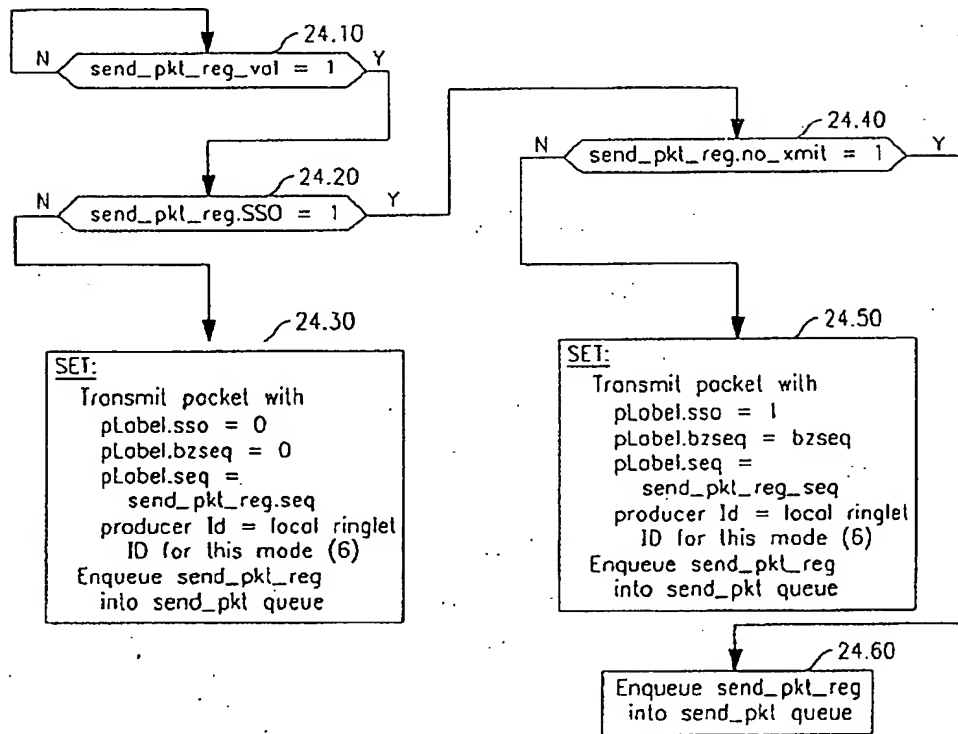 24.10
N
send_pkt_reg_val = 1
Y
24.20
N
send_pkt_reg.SSO = 1
Y
24.30
SET:
Transmit packet with
pLabel.sso = 0
pLabel.bzseq = 0
pLabel.seq =
send_pkt_reg.seq
producer Id = local ringlet
ID for this mode (6)
Enqueue send_pkt_reg
into send_pkt queue
24.40
N
send_pkt_reg.no_xmit = 1
Y
24.50
SET:
Transmit packet with
pLabel.sso = 1
pLabel.bzseq = bzseq
pLabel.seq =
send_pkt_reg_seq
producer Id = local ringlet
ID for this mode (6)
Enqueue send_pkt_reg
into send_pkt queue
24.60
Enqueue send_pkt_reg
into send_pkt queue